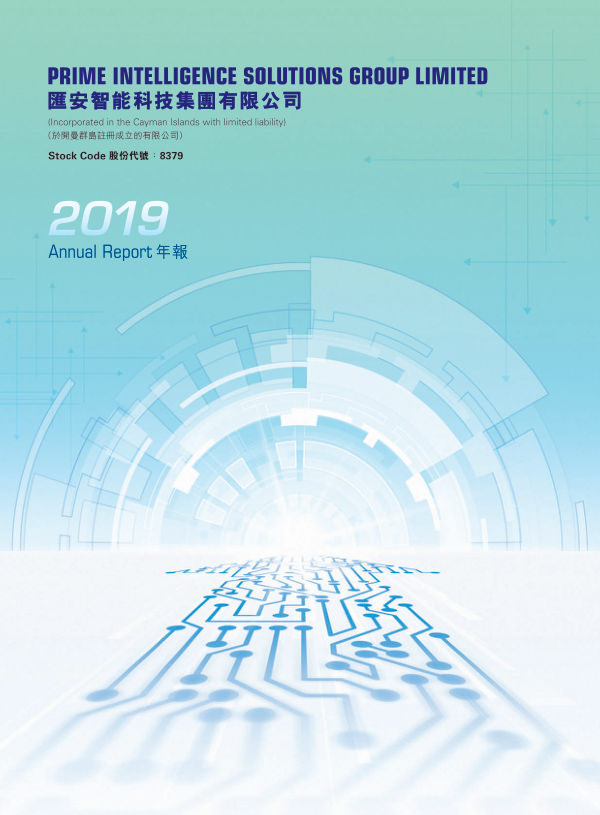 PRIME INTELLIGENCE SOLUTIONS GROUP LIMITED
匯安智能科技集團有限公司
(Incorporated in the Cayman Islands with limited liability)
(於開曼群島註冊成立的有限公司)
Stock Code 股份代號：8379
2019
Annual Report 年報